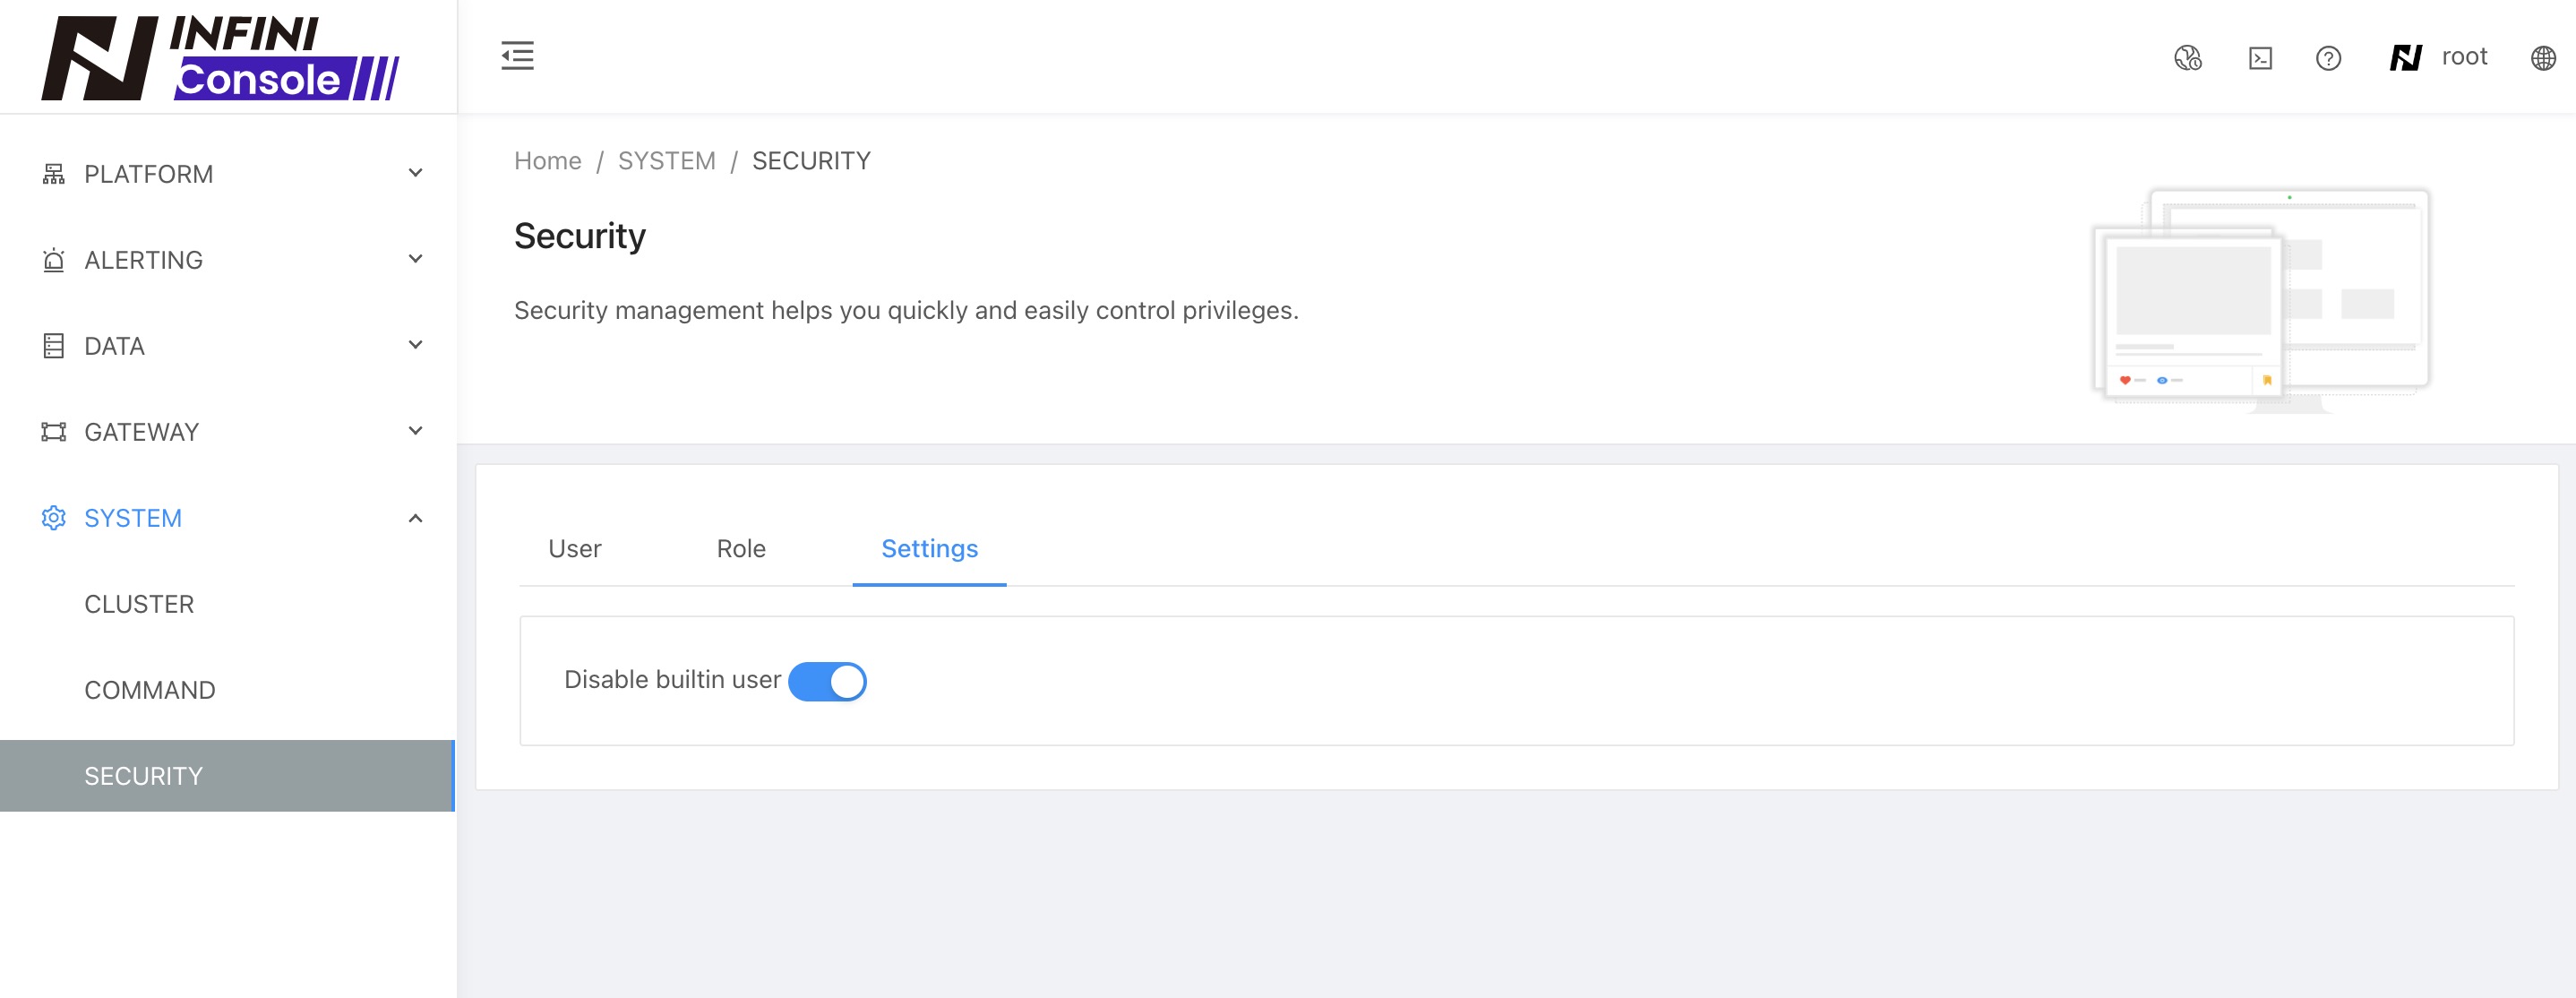 INFINI
Console
root
PLATFORM
ALERTING
DATA
GATEWAY
SYSTEM
CLUSTER
COMMAND
SECURITY
Home / SYSTEM / SECURITY
Security
Security management helps you quickly and easily control privileges.
User Role Settings
Disable builtin user